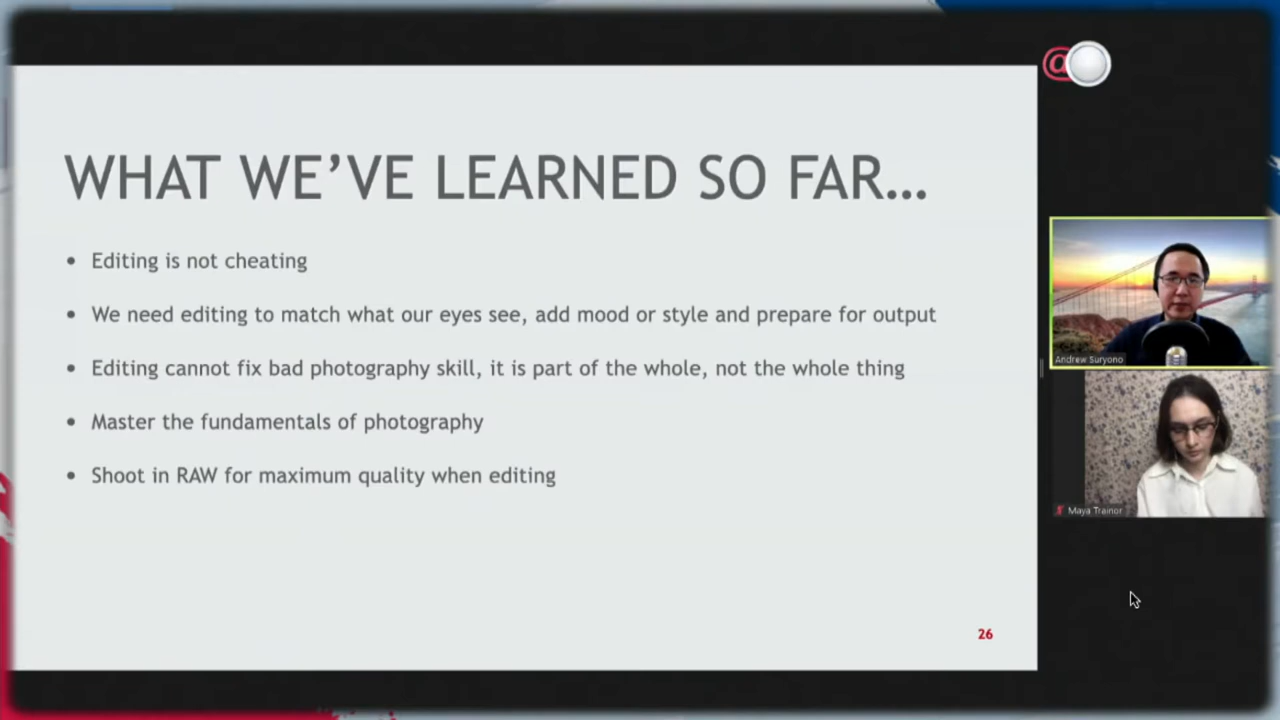 WHAT WE'VE LEARNED SO FAR...
• Editing is not cheating
• We need editing to match what our eyes see, add mood or style and prepare for output
• Editing cannot fix bad photography skill, it is part of the whole, not the whole thing
• Master the fundamentals of photography
• Shoot in RAW for maximum quality when editing
26
@
Andrew Suryono
Maya Trainor